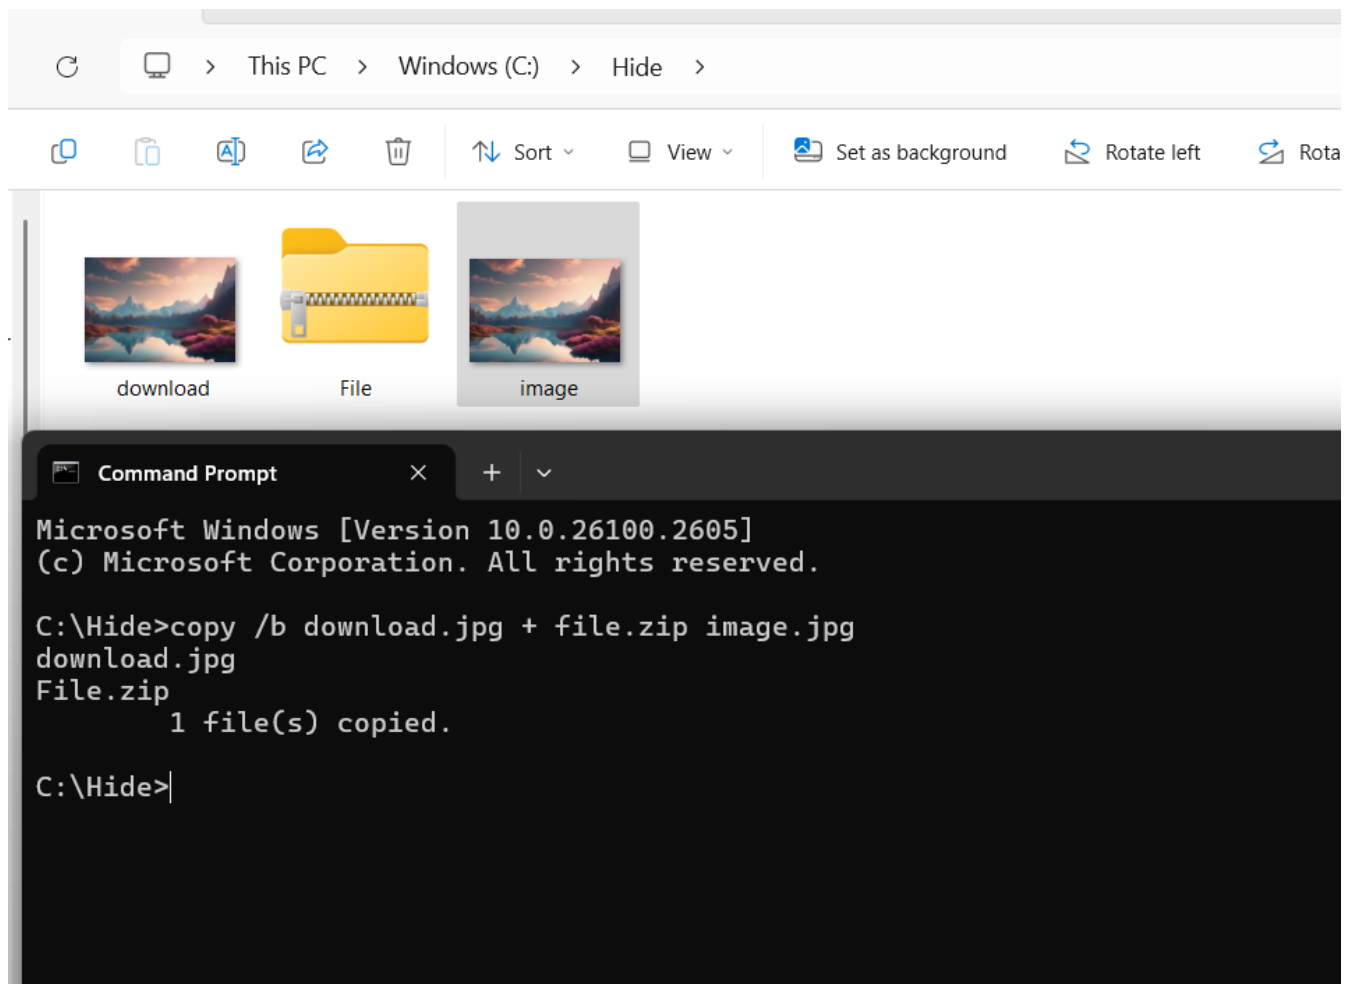 This PC > Windows (C:) > Hide >
Sort View Set as background Rotate left Rota
download File image
Command Prompt
Microsoft Windows [Version 10.0.26100.2605]
(c) Microsoft Corporation. All rights reserved.
C:\Hide>copy /b download.jpg + file.zip image.jpg
download.jpg
File.zip
1 file(s) copied.
C:\Hide>